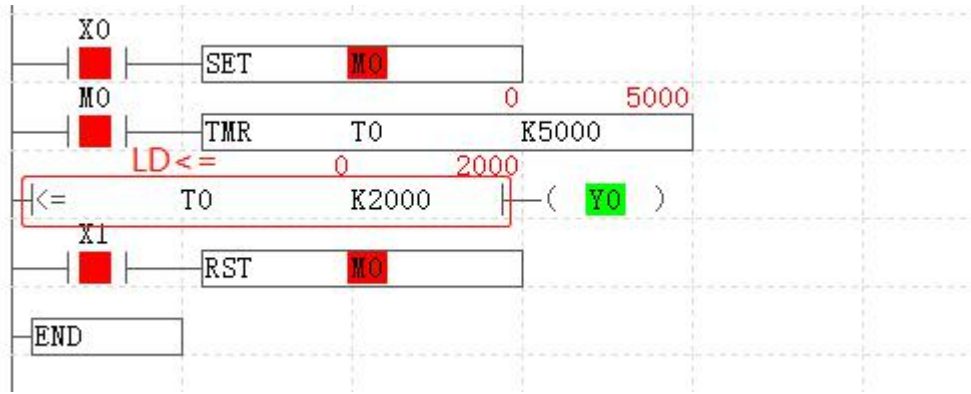 X0
SET M0
M0 0 5000
TMR T0 K5000
LD<= 0 2000
<= T0 K2000 ( Y0 )
X1
RST M0
END